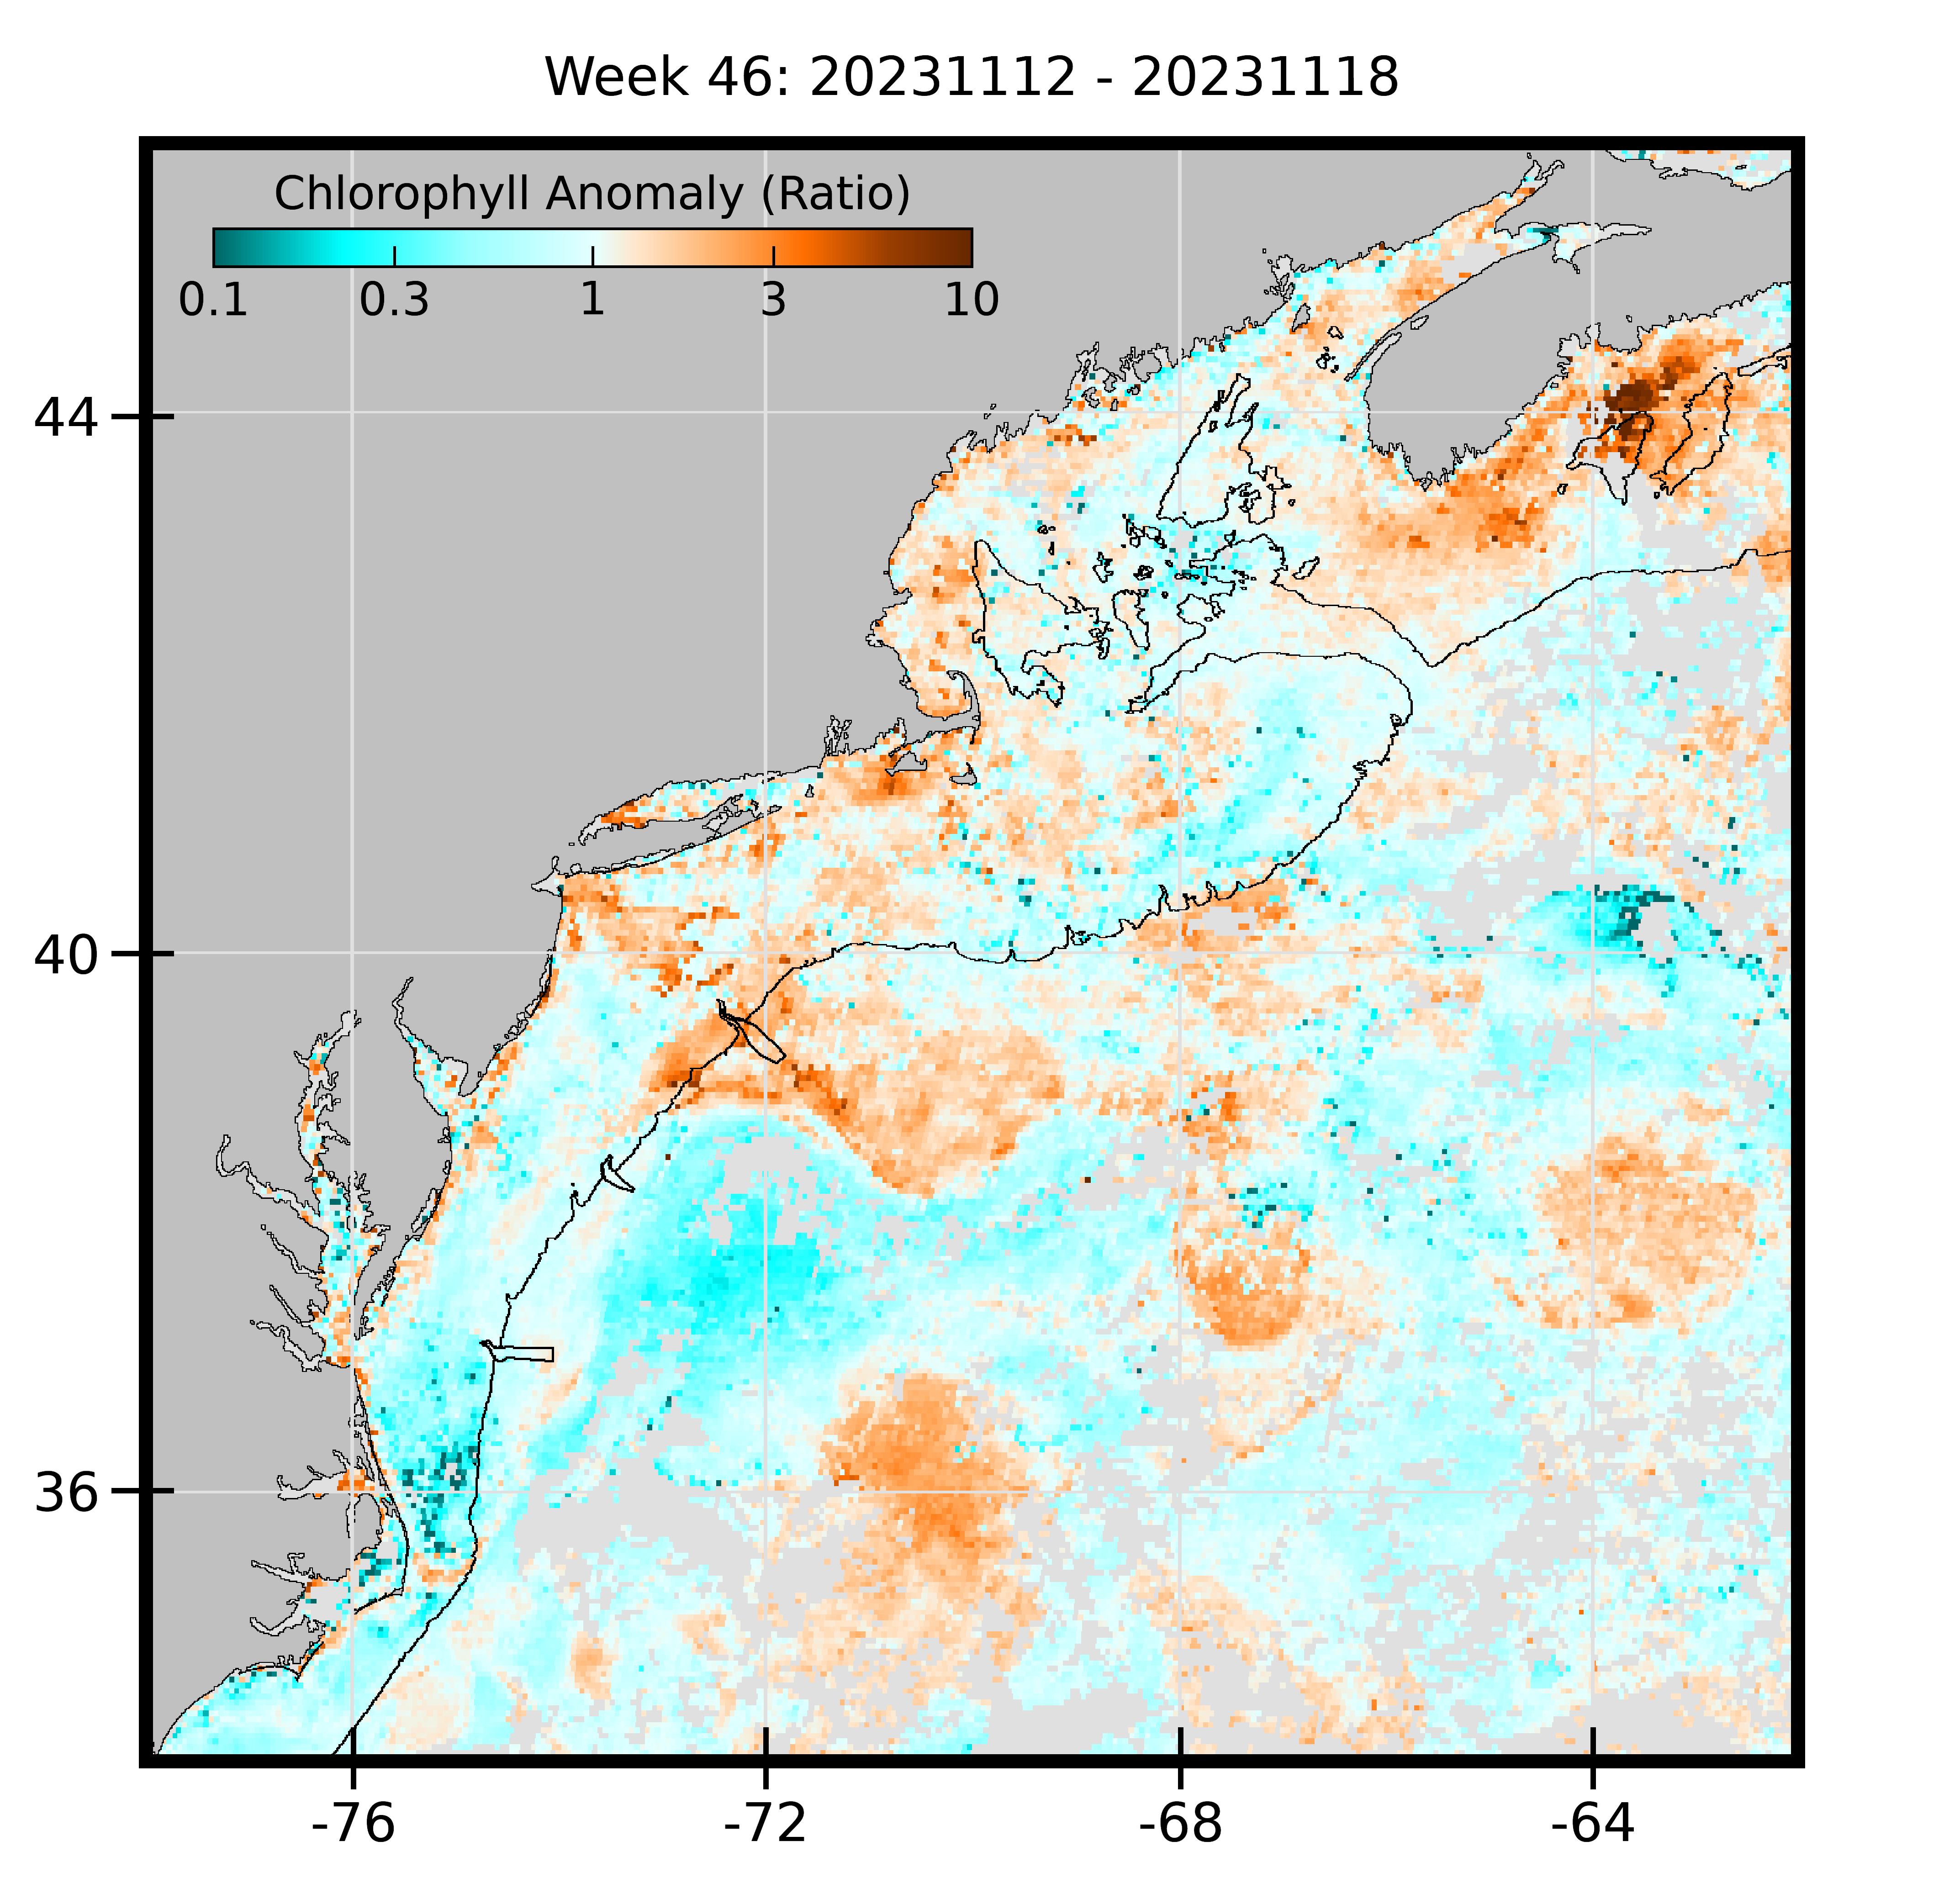 Week 46: 20231112 - 20231118
Chlorophyll Anomaly (Ratio)
0.1 0.3 1 3 10
44
40
36
-76 -72 -68 -64